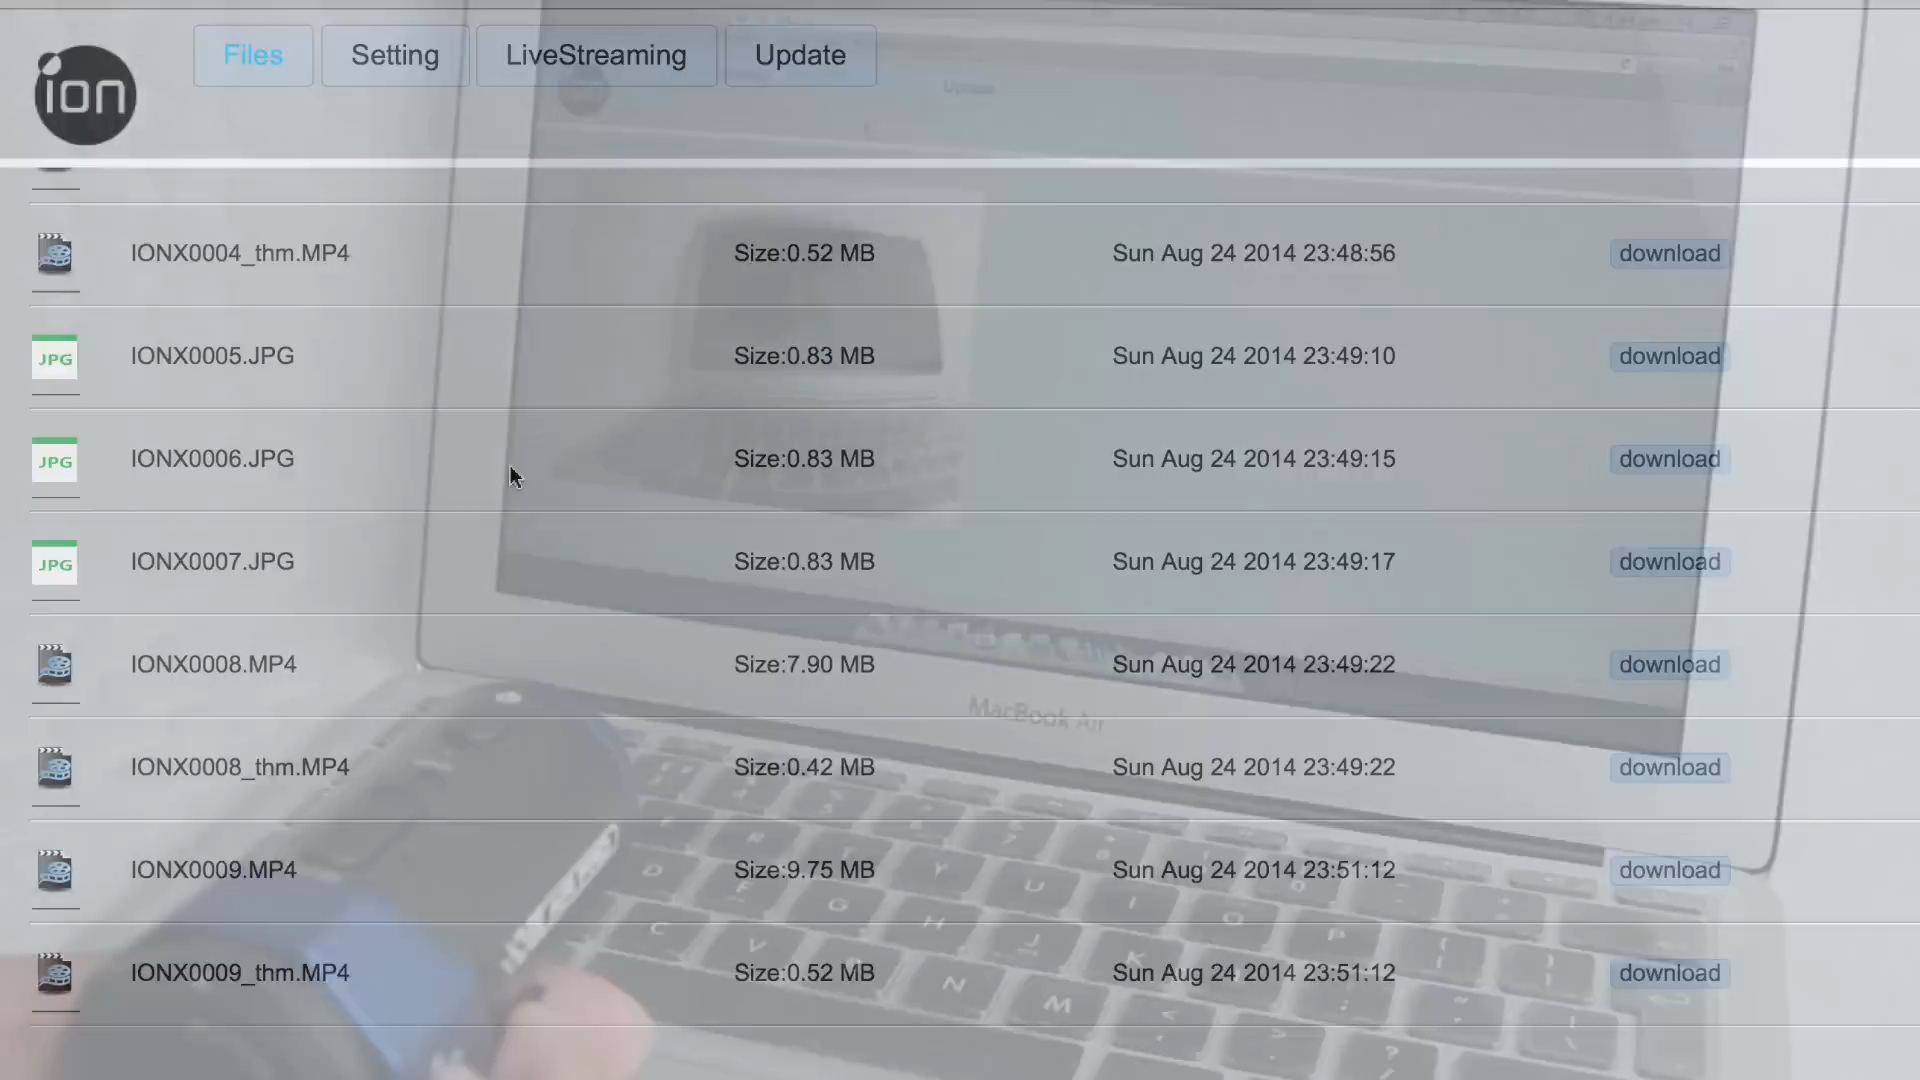 ion
Files Setting LiveStreaming Update
Update
IONX0004_thm.MP4 Size:0.52 MB Sun Aug 24 2014 23:48:56 download
JPG IONX0005.JPG Size:0.83 MB Sun Aug 24 2014 23:49:10 download
JPG IONX0006.JPG Size:0.83 MB Sun Aug 24 2014 23:49:15 download
JPG IONX0007.JPG Size:0.83 MB Sun Aug 24 2014 23:49:17 download
IONX0008.MP4 Size:7.90 MB Sun Aug 24 2014 23:49:22 download
MacBook Air
IONX0008_thm.MP4 Size:0.42 MB Sun Aug 24 2014 23:49:22 download
IONX0009.MP4 Size:9.75 MB Sun Aug 24 2014 23:51:12 download
IONX0009_thm.MP4 Size:0.52 MB Sun Aug 24 2014 23:51:12 download